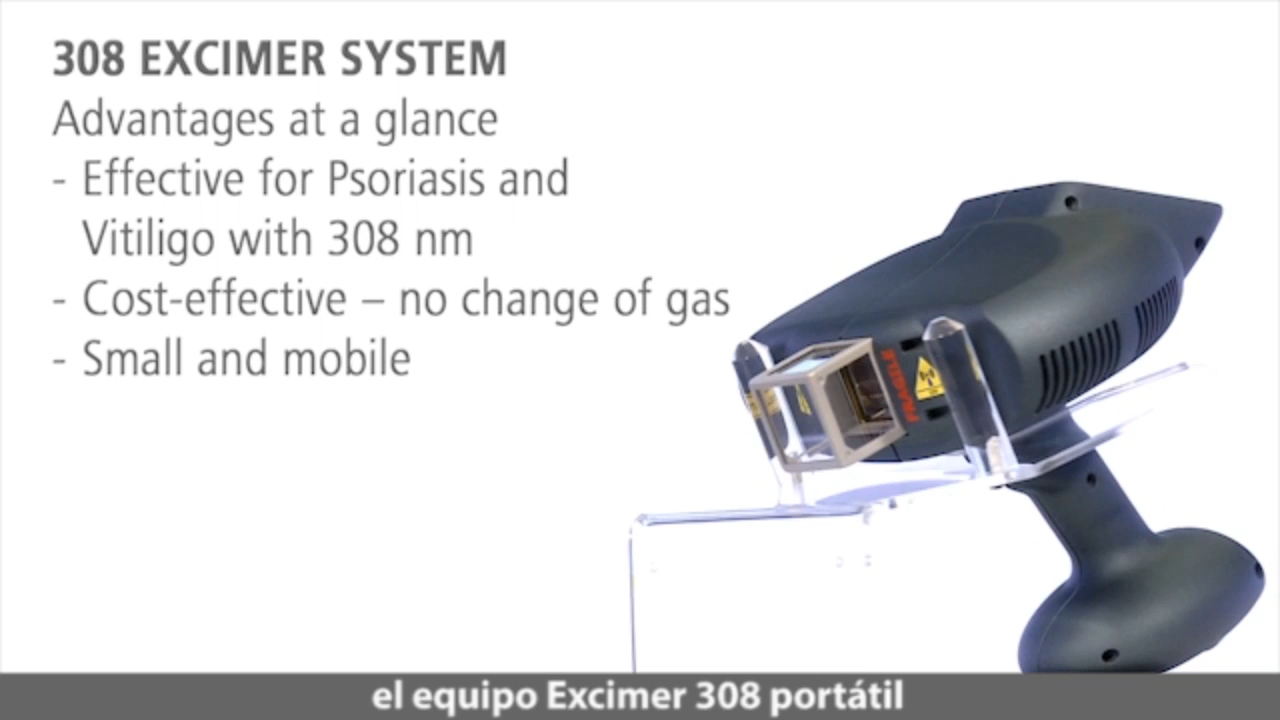 308 EXCIMER SYSTEM
Advantages at a glance
- Effective for Psoriasis and
Vitiligo with 308 nm
- Cost-effective – no change of gas
- Small and mobile
FRAGILE
el equipo Excimer 308 portátil